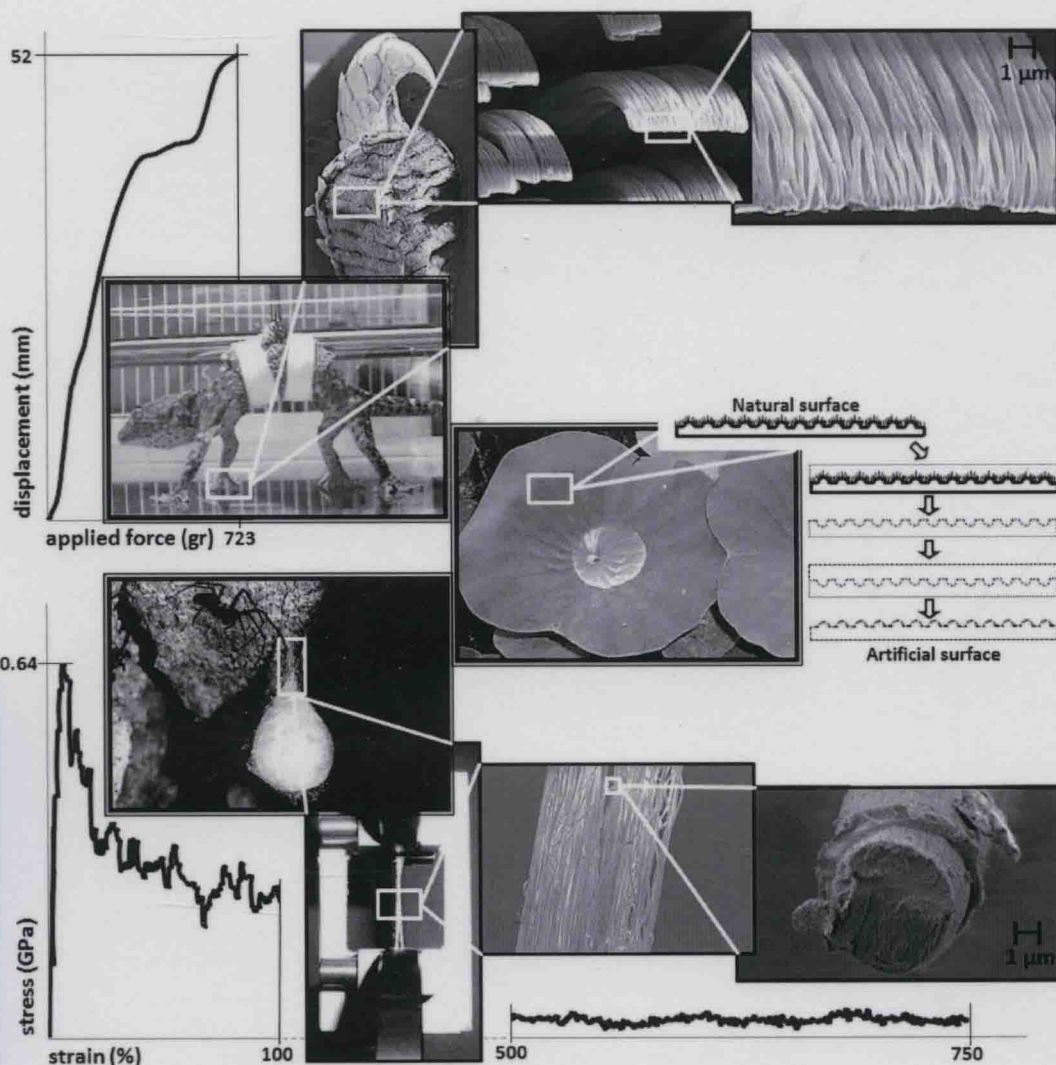 52
1 µm
displacement (mm)
applied force (gr) 723
Natural surface
Artificial surface
0.64
stress (GPa)
strain (%)
100
500
750
1 µm